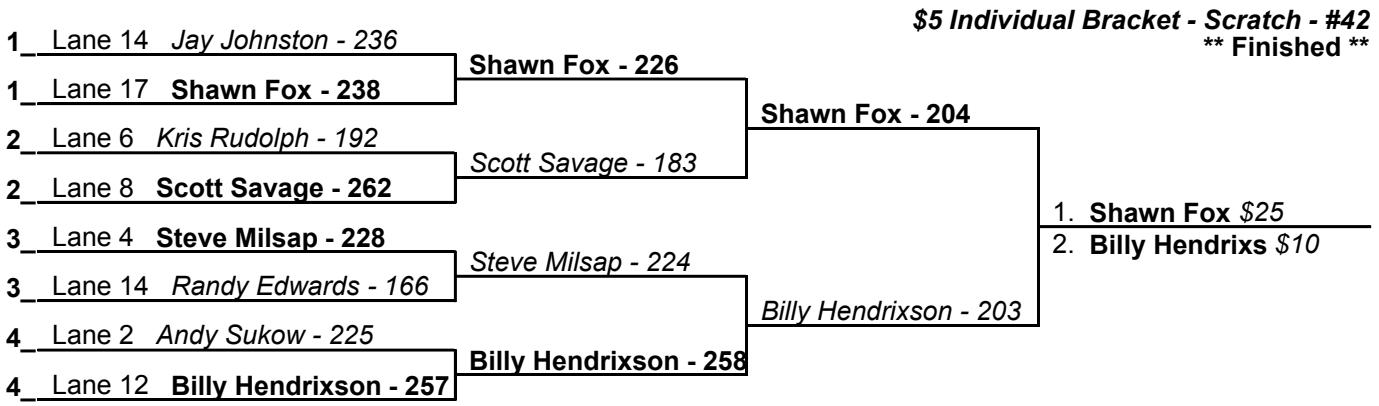 $5 Individual Bracket - Scratch - #42
** Finished **
1_ Lane 14 Jay Johnston - 236
1_ Lane 17 Shawn Fox - 238
2_ Lane 6 Kris Rudolph - 192
2_ Lane 8 Scott Savage - 262
3_ Lane 4 Steve Milsap - 228
3_ Lane 14 Randy Edwards - 166
4_ Lane 2 Andy Sukow - 225
4_ Lane 12 Billy Hendrixson - 257
Shawn Fox - 226
Scott Savage - 183
Steve Milsap - 224
Billy Hendrixson - 258
Shawn Fox - 204
Billy Hendrixson - 203
1. Shawn Fox $25
2. Billy Hendrixs $10